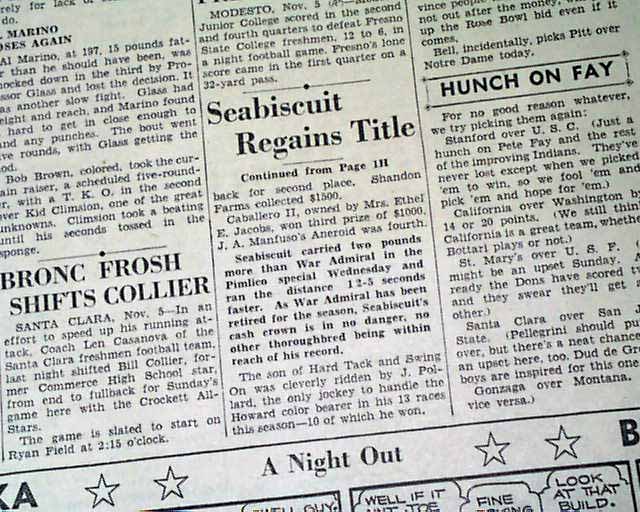 rely for lack of
MARINO
OSES AGAIN
Al Marino, at 197, 15 pounds fat-
er than he should have been, was
nocked down in the third by Pro-
essor Glass and lost the decision. It
as another slow fight. Glass had
eight and reach, and Marino found
hard to get in close enough to
and any punches. The bout went
ve rounds, with Glass getting the
od.
Bob Brown, colored, took the cur-
ain raiser, a scheduled five-round-
r, with a T. K. O. in the second
ver Kid Climsion, one of the great
unknowns. Climsion took a beating
until his seconds tossed in the
sponge.
BRONC FROSH
SHIFTS COLLIER
SANTA CLARA, Nov. 5—In an
effort to speed up his running at-
tack, Coach Len Casanova of the
Santa Clara freshmen football team,
last night shifted Bill Collier, for-
mer Commerce High School star,
from end to fullback for Sunday's
game here with the Crockett All-
Stars.
The game is slated to start on
Ryan Field at 2:15 o'clock.
MODESTO, Nov. 5
Junior College scored in the second
and fourth quarters to defeat Fresno
State College freshmen, 12 to 6, in
a night football game. Fresno's lone
score came in the first quarter on a
32-yard pass.
Seabiscuit
Regains Title
Continued from Page 1H
back for second place. Shandon
Farms collected $1500.
Caballero II, owned by Mrs. Ethel
E. Jacobs, won third prize of $1000.
J. A. Manfuso's Aneroid was fourth.
Seabiscuit carried two pounds
more than War Admiral in the
Pimlico special Wednesday and
ran the distance 1 2-5 seconds
faster. As War Admiral has been
retired for the season, Seabiscuit's
cash crown is in no danger, no
other thoroughbred being within
reach of his record.
The son of Hard Tack and Swing
On was cleverly ridden by J. Pol-
lard, the only jockey to handle the
Howard color bearer in his 13 races
this season—10 of which he won.
vince people
not out after the money, w
up the Rose Bowl bid even if it
comes.
Bell, incidentally, picks Pitt over
Notre Dame today.
HUNCH ON FAY
For no good reason whatever,
we try picking them again:
Stanford over U. S. C. (Just a
hunch on Pete Fay and the rest
of the improving Indians. They've
never lost except when we picked
'em to win, so we fool 'em and
pick 'em and hope for 'em.)
California over Washington b
14 or 20 points. (We still thin
California is a great team, wheth
Bottari plays or not.)
St. Mary's over U. S. F.
might be an upset Sunday. A
ready the Dons have scored t
and they swear they'll get
other.)
Santa Clara over San J
State. (Pellegrini should pu
over, but there's a neat chance
an upset here, too. Dud de Gr
boys are inspired for this one
Gonzaga over Montana.
vice versa.)
A Night Out
KA
B
WELL IF IT
FINE
LOOK
AT THAT
BUILD.